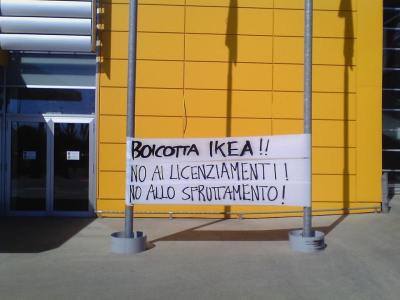 BOICOTTA IKEA!!
NO AI LICENZIAMENTI!
NO ALLO SFRUTTAMENTO!